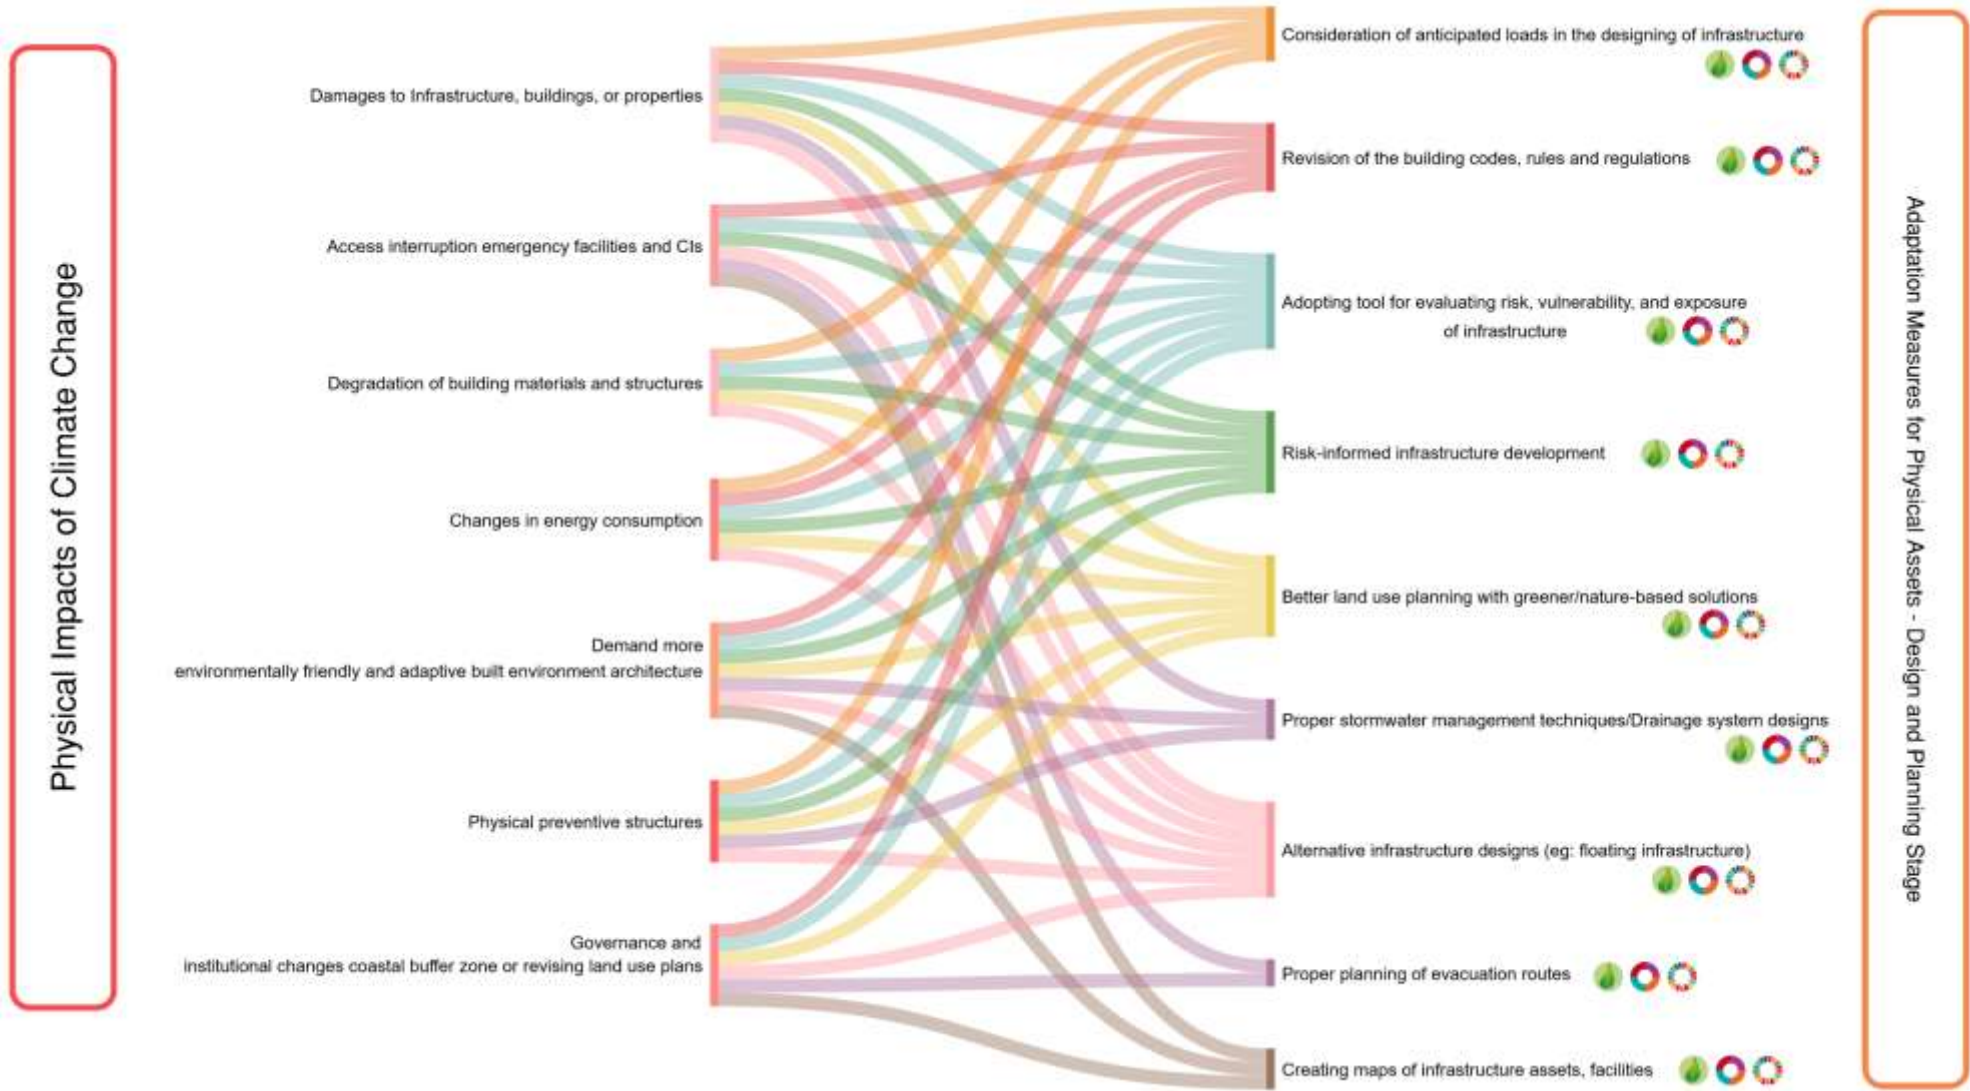 Physical Impacts of Climate Change
Damages to Infrastructure, buildings, or properties
Access interruption emergency facilities and CIs
Degradation of building materials and structures
Changes in energy consumption
Demand more
environmentally friendly and adaptive built environment architecture
Physical preventive structures
Governance and
institutional changes coastal buffer zone or revising land use plans
Consideration of anticipated loads in the designing of infrastructure
Revision of the building codes, rules and regulations
Adopting tool for evaluating risk, vulnerability, and exposure
of infrastructure
Risk-informed infrastructure development
Better land use planning with greener/nature-based solutions
Proper stormwater management techniques/Drainage system designs
Alternative infrastructure designs (eg: floating infrastructure)
Proper planning of evacuation routes
Creating maps of infrastructure assets, facilities
Adaptation Measures for Physical Assets - Design and Planning Stage